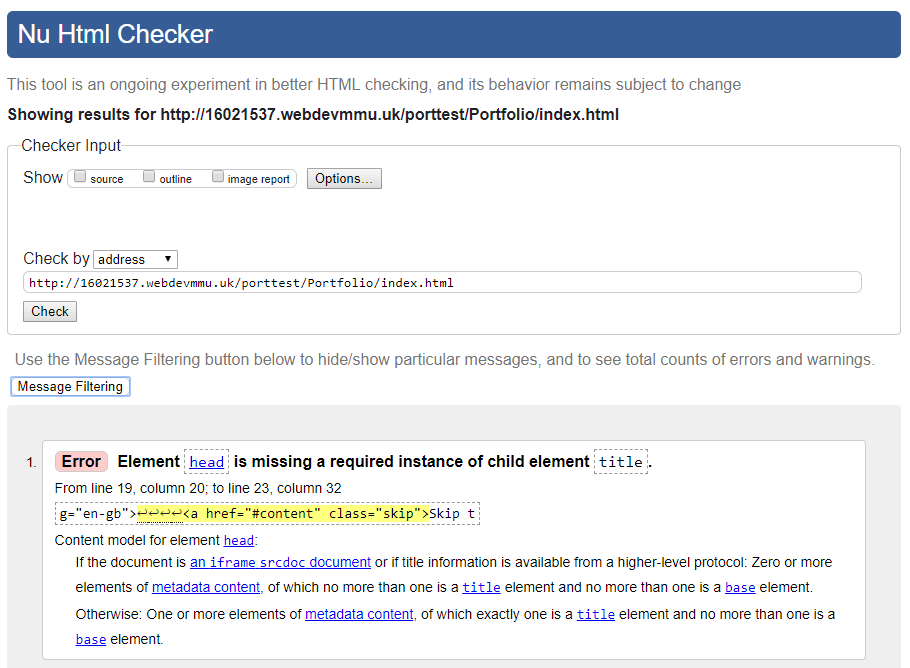 Nu Html Checker
This tool is an ongoing experiment in better HTML checking, and its behavior remains subject to change
Showing results for http://16021537.webdevmmu.uk/porttest/Portfolio/index.html
Checker Input
Show source outline image report Options...
Check by address
http://16021537.webdevmmu.uk/porttest/Portfolio/index.html
Check
Use the Message Filtering button below to hide/show particular messages, and to see total counts of errors and warnings.
Message Filtering
1. Error Element head is missing a required instance of child element title.
From line 19, column 20; to line 23, column 32
g="en-gb">↩↩↩↩<a href="#content" class="skip">Skip t
Content model for element head:
If the document is an iframe srcdoc document or if title information is available from a higher-level protocol: Zero or more
elements of metadata content, of which no more than one is a title element and no more than one is a base element.
Otherwise: One or more elements of metadata content, of which exactly one is a title element and no more than one is a
base element.